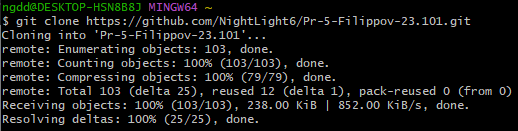 ngdd@DESKTOP-HSN8B8J MINGW64 ~
$ git clone https://github.com/NightLight6/Pr-5-Filippov-23.101.git
Cloning into 'Pr-5-Filippov-23.101'...
remote: Enumerating objects: 103, done.
remote: Counting objects: 100% (103/103), done.
remote: Compressing objects: 100% (79/79), done.
remote: Total 103 (delta 25), reused 12 (delta 1), pack-reused 0 (from 0)
Receiving objects: 100% (103/103), 238.00 KiB | 852.00 KiB/s, done.
Resolving deltas: 100% (25/25), done.